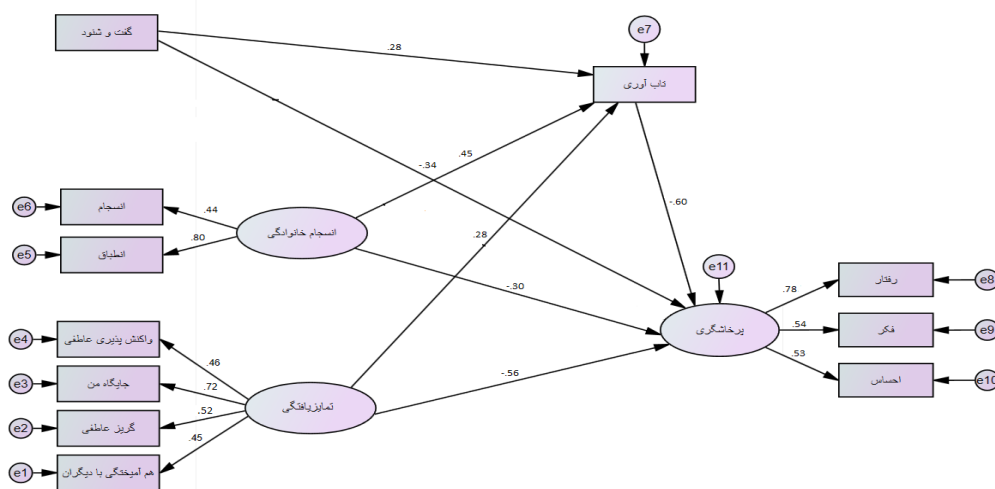 گفت و شنود
.28
e7
تاب آوری
.45
-.34
-.60
e6
انسجام
.44
انسجام خانوادگی
e5
انطباق
.80
.28
e11
-.30
پرخاشگری
.78
رفتار
e8
.54
فکر
e9
.53
احساس
e10
e4
واکنش پذیری عاطفی
.46
e3
جایگاه من
.72
تمایزیافتگی
-.56
e2
گریز عاطفی
.52
e1
هم آمیختگی با دیگران
.45